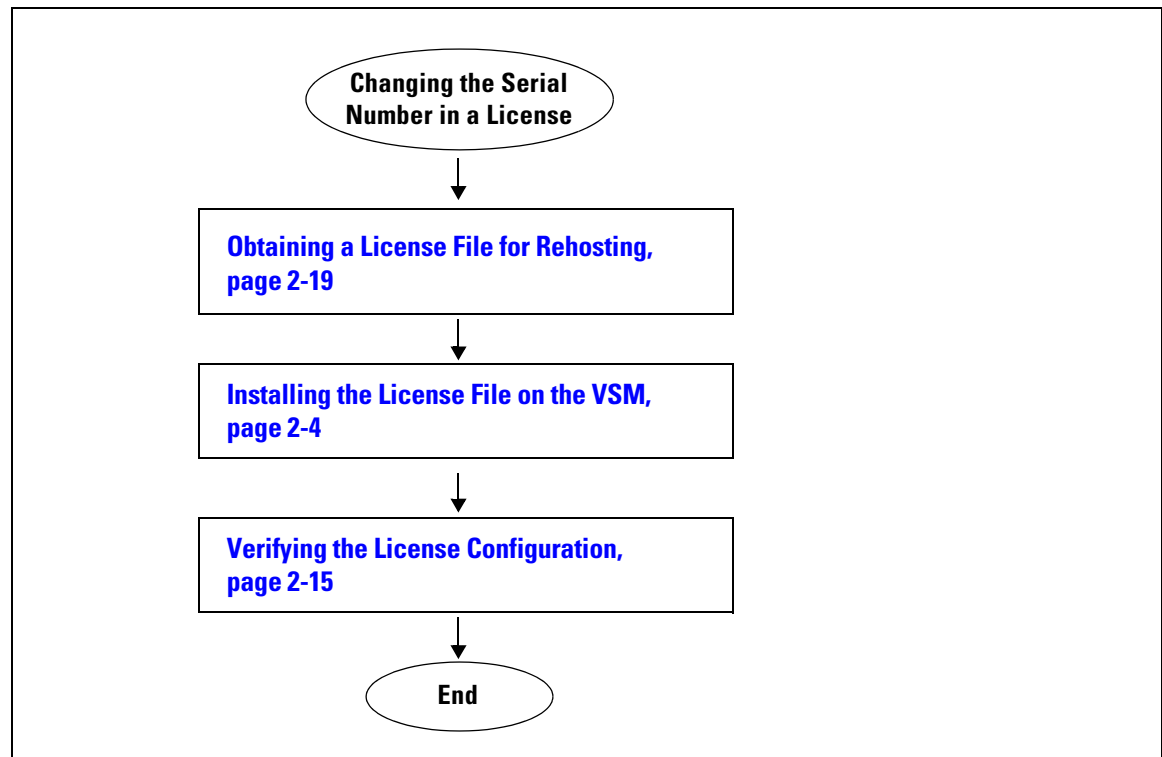 Changing the Serial
Number in a License
Obtaining a License File for Rehosting,
page 2-19
Installing the License File on the VSM,
page 2-4
Verifying the License Configuration,
page 2-15
End